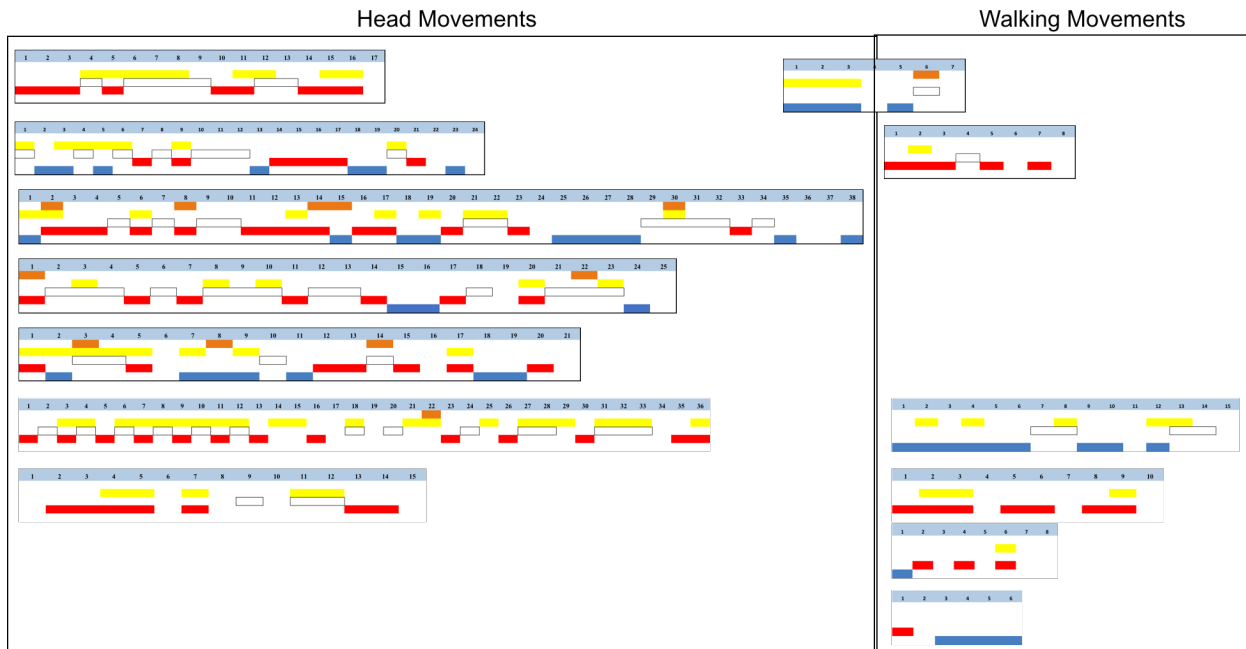 Head Movements Walking Movements
1 2 3 4 5 6 7 8 9 10 11 12 13 14 15 16 17
1 2 3 4 5 6 7
1 2 3 4 5 6 7 8 9 10 11 12 13 14 15 16 17 18 19 20 21 22 23 24
1 2 3 4 5 6 7 8
1 2 3 4 5 6 7 8 9 10 11 12 13 14 15 16 17 18 19 20 21 22 23 24 25 26 27 28 29 30 31 32 33 34 35 36 37 38
1 2 3 4 5 6 7 8 9 10 11 12 13 14 15 16 17 18 19 20 21 22 23 24 25
1 2 3 4 5 6 7 8 9 10 11 12 13 14 15 16 17 18 19 20 21
1 2 3 4 5 6 7 8 9 10 11 12 13 14 15 16 17 18 19 20 21 22 23 24 25 26 27 28 29 30 31 32 33 34 35 36
1 2 3 4 5 6 7 8 9 10 11 12 13 14 15
1 2 3 4 5 6 7 8 9 10 11 12 13 14 15
1 2 3 4 5 6 7 8 9 10
1 2 3 4 5 6 7 8
1 2 3 4 5 6